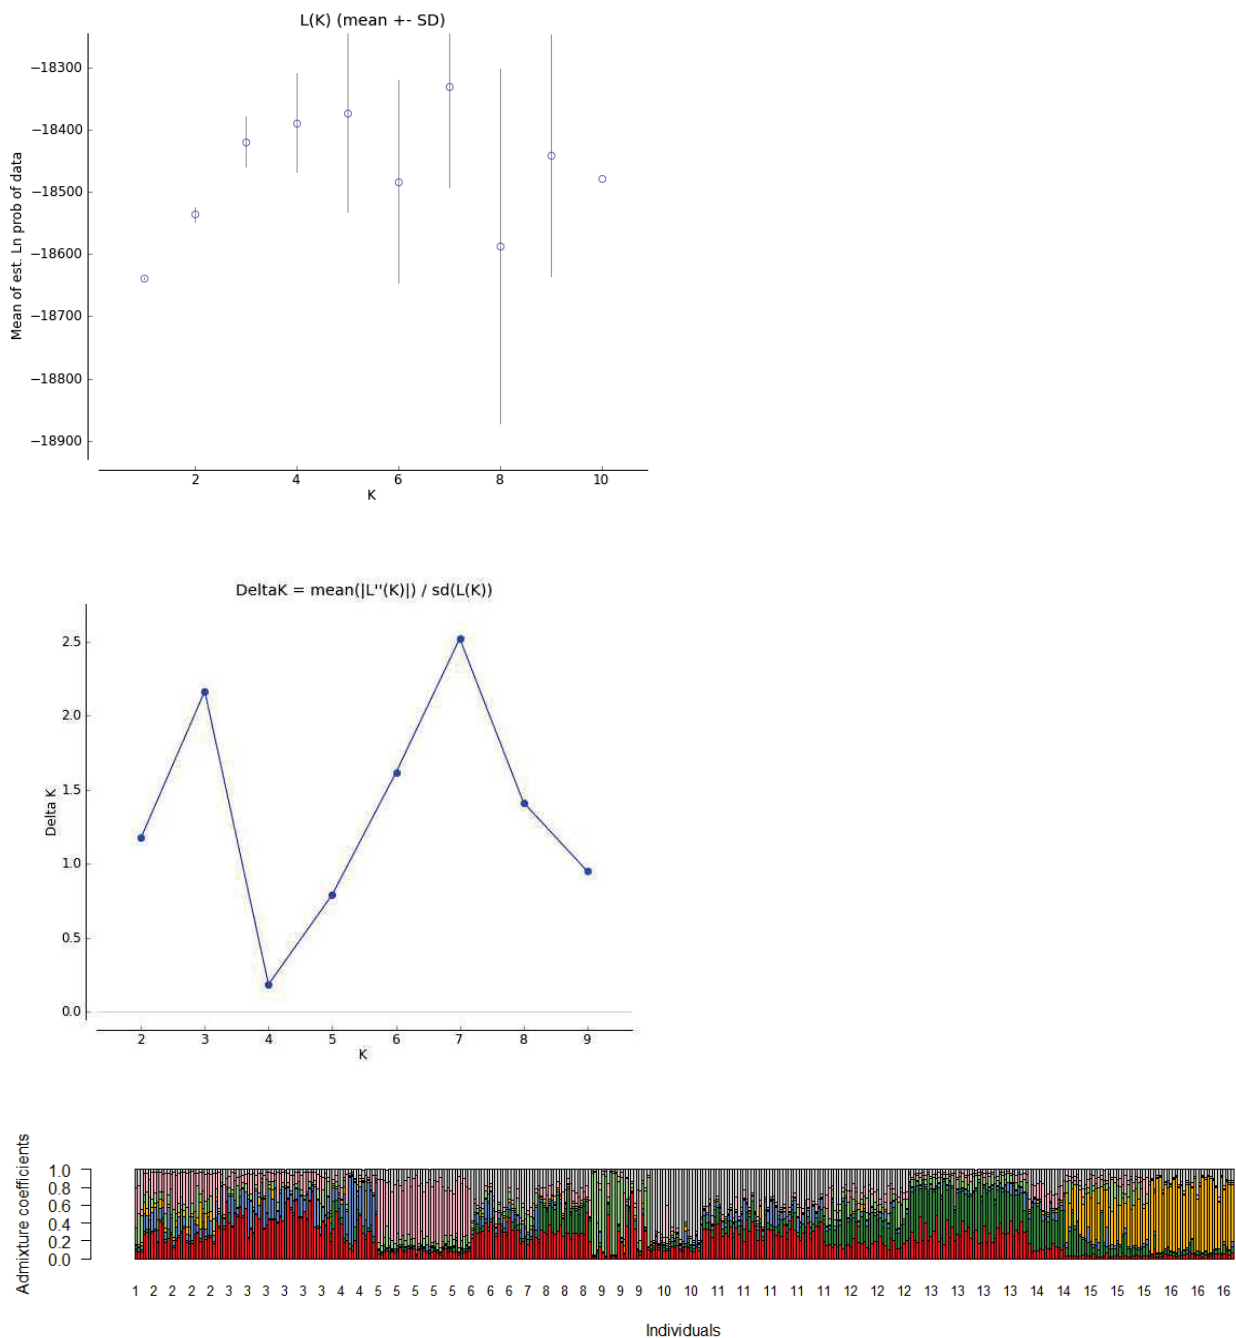 L(K) (mean +- SD)
Mean of est. Ln prob of data
−18300
−18400
−18500
−18600
−18700
−18800
−18900
2 4 6 8 10
K
DeltaK = mean(|L''(K)|) / sd(L(K))
Delta K
2.5
2.0
1.5
1.0
0.5
0.0
2 3 4 5 6 7 8 9
K
Admixture coefficients
1.0
0.8
0.6
0.4
0.2
0.0
1 2 2 2 2 3 3 3 3 3 3 4 4 5 5 5 5 5 6 6 6 7 8 8 8 9 9 9 10 10 11 11 11 11 11 12 12 12 13 13 13 13 14 14 15 15 15 16 16 16
Individuals